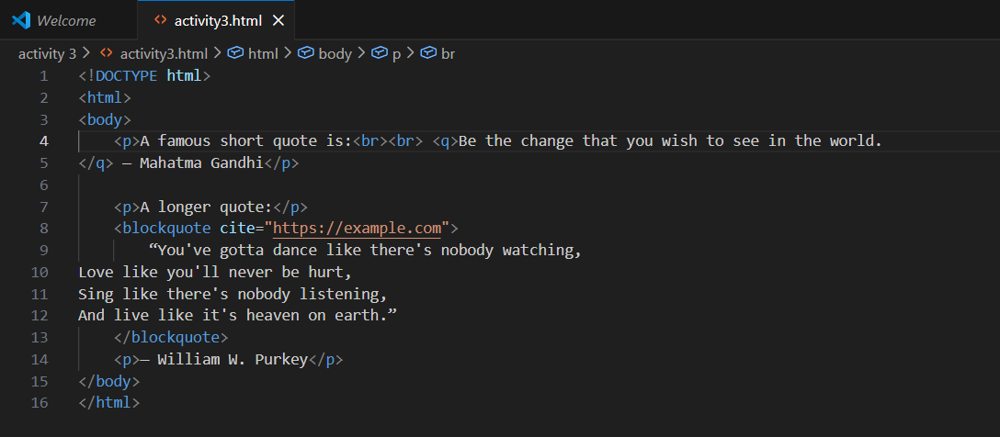 Welcome
activity3.html
activity 3 > activity3.html > html > body > p > br
1 <!DOCTYPE html>
2 <html>
3 <body>
4     <p>A famous short quote is:<br><br> <q>Be the change that you wish to see in the world.
5 </q> — Mahatma Gandhi</p>
6
7     <p>A longer quote:</p>
8     <blockquote cite="https://example.com">
9         “You've gotta dance like there's nobody watching,
10 Love like you'll never be hurt,
11 Sing like there's nobody listening,
12 And live like it's heaven on earth.”
13     </blockquote>
14     <p>— William W. Purkey</p>
15 </body>
16 </html>